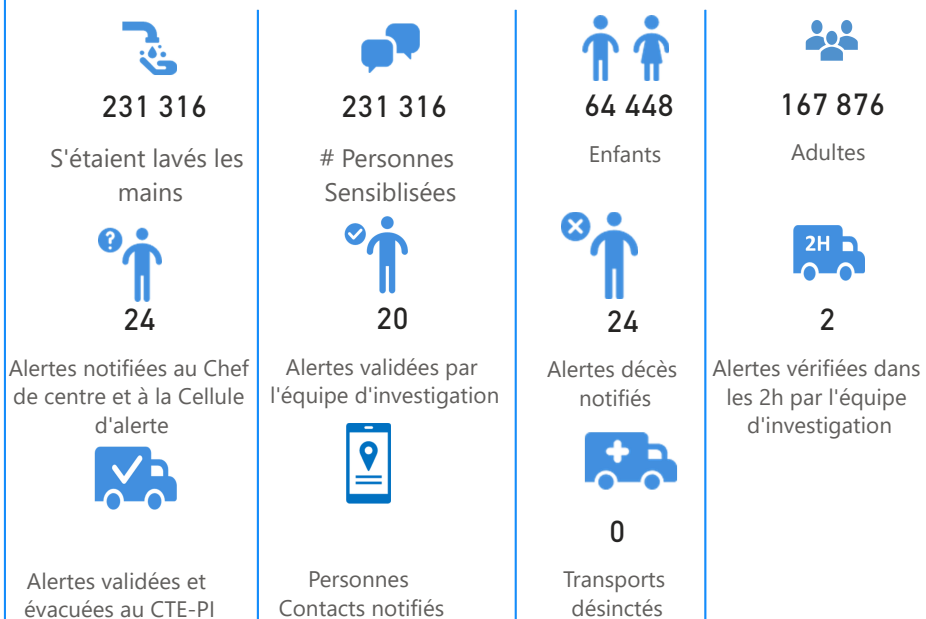 231 316
S'étaient lavés les
mains
231 316
# Personnes
Sensiblisées
64 448
Enfants
167 876
Adultes
24
Alertes notifiées au Chef
de centre et à la Cellule
d'alerte
20
Alertes validées par
l'équipe d'investigation
24
Alertes décès
notifiés
2H
2
Alertes vérifiées dans
les 2h par l'équipe
d'investigation
Alertes validées et
évacuées au CTE-PI
Personnes
Contacts notifiés
0
Transports
désinctés